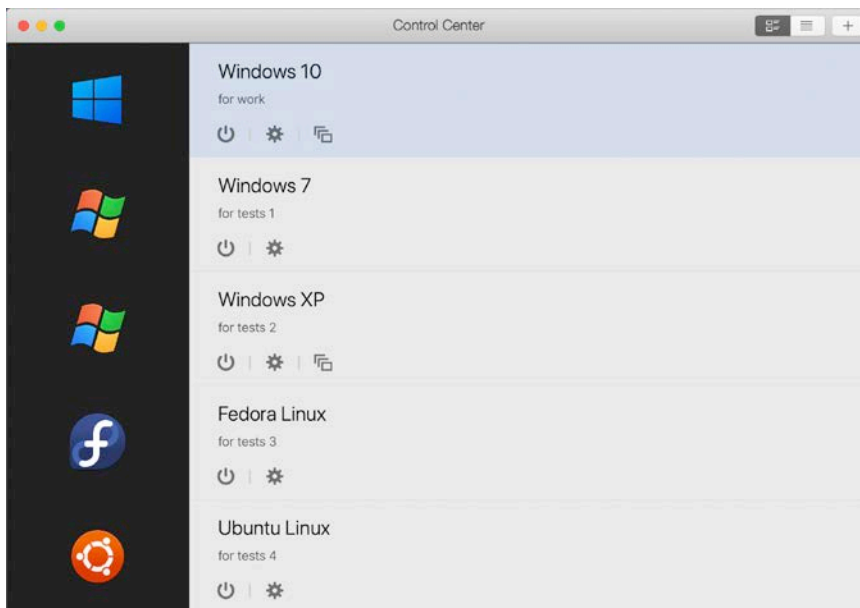 Control Center
Windows 10
for work
Windows 7
for tests 1
Windows XP
for tests 2
Fedora Linux
for tests 3
Ubuntu Linux
for tests 4